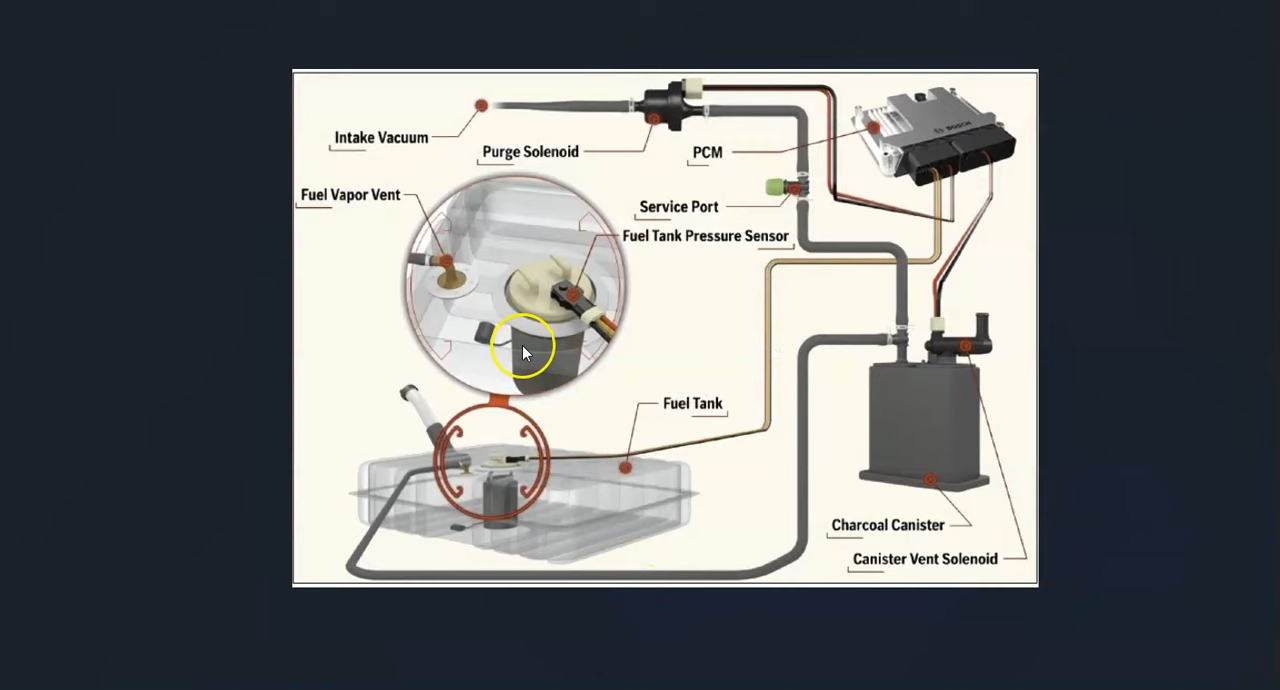 Intake Vacuum
Purge Solenoid
PCM
BOSCH
Fuel Vapor Vent
Service Port
Fuel Tank Pressure Sensor
Fuel Tank
Charcoal Canister
Canister Vent Solenoid